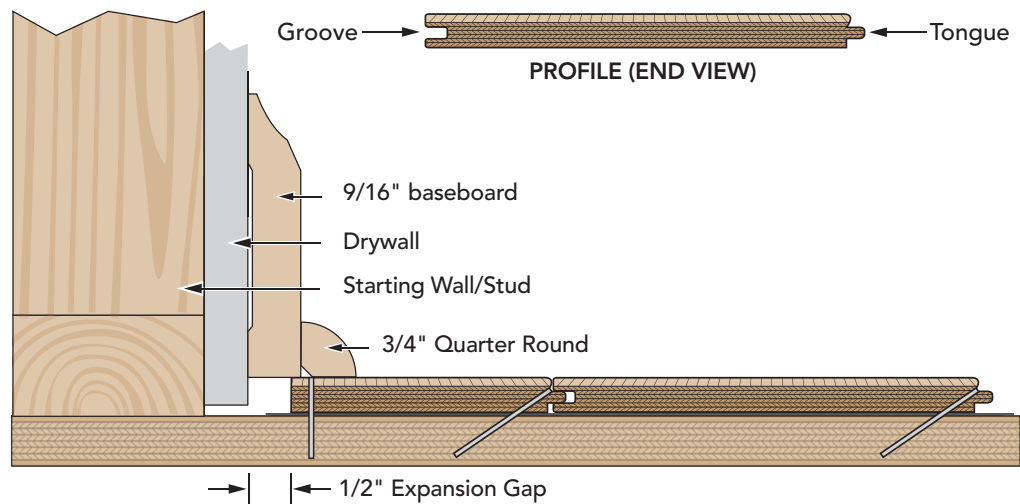 Groove
Tongue
PROFILE (END VIEW)
9/16" baseboard
Drywall
Starting Wall/Stud
3/4" Quarter Round
1/2" Expansion Gap